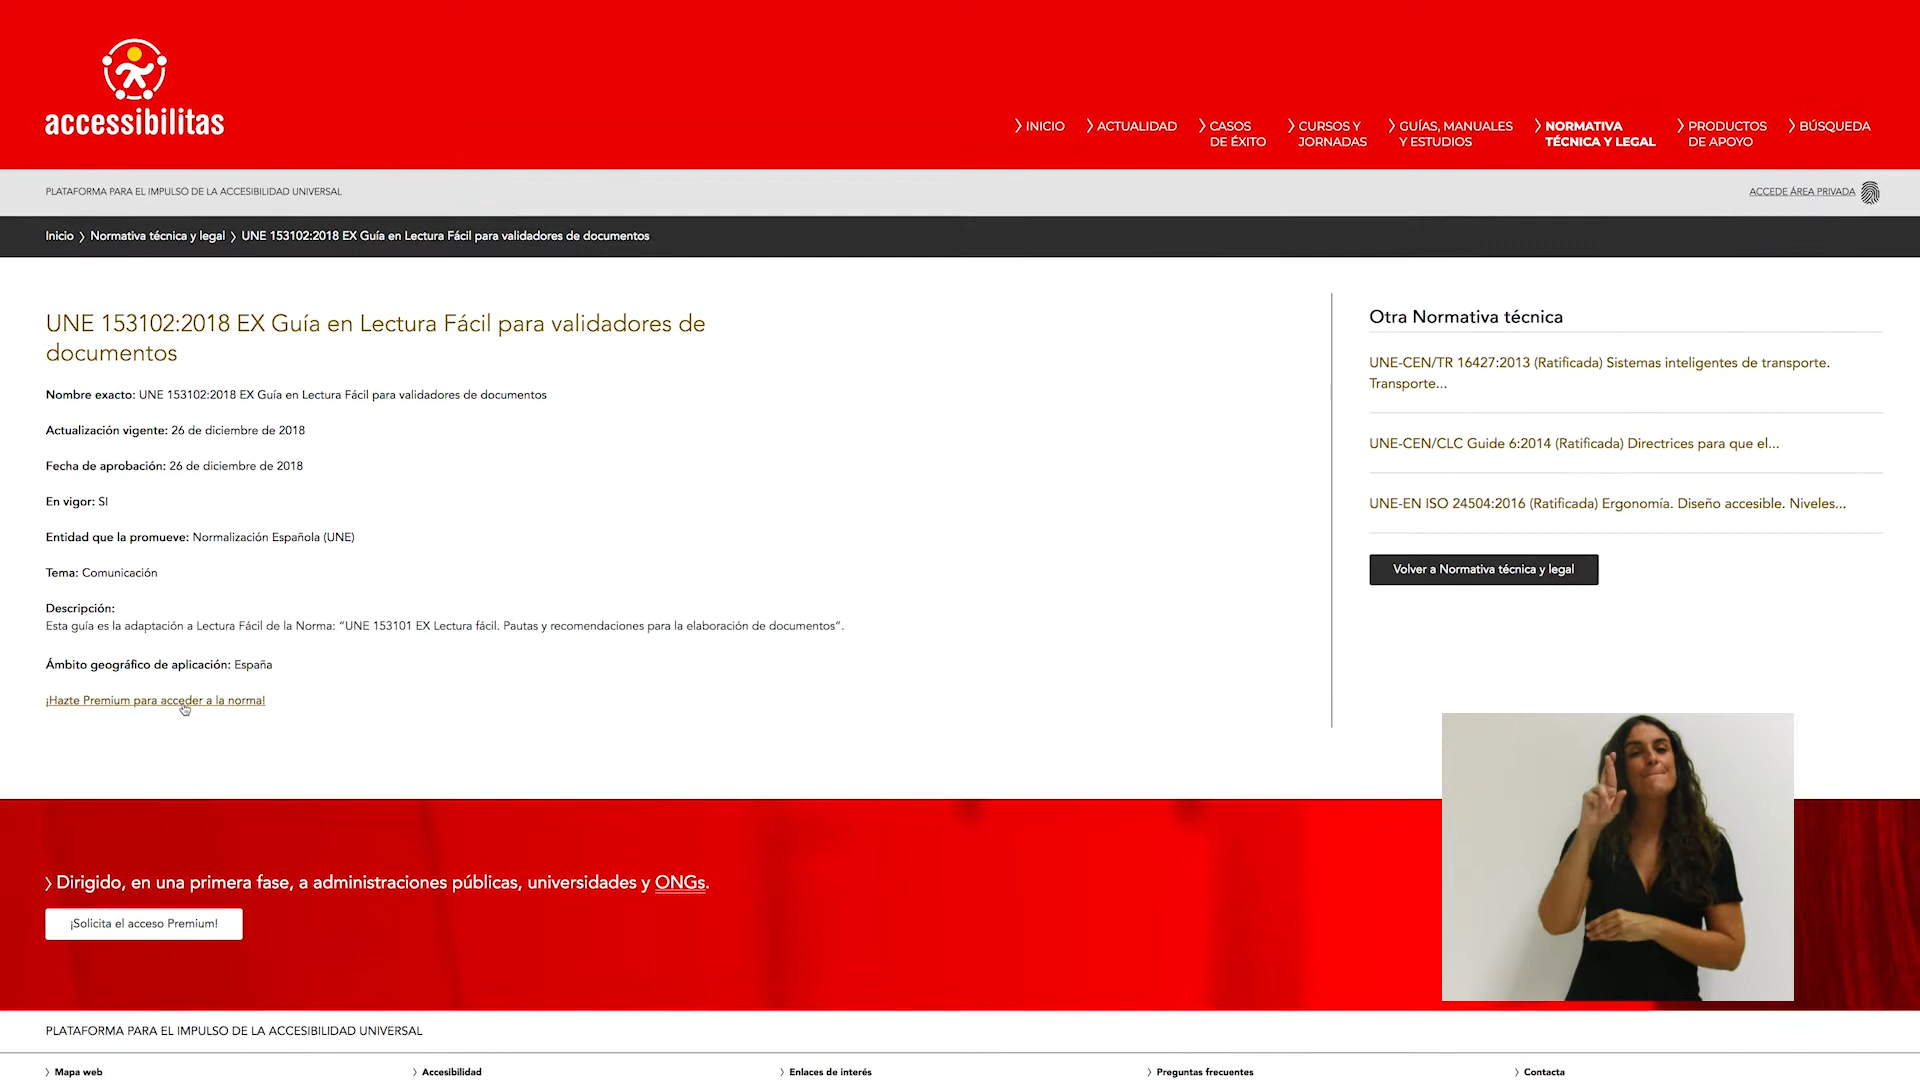 accessibilitas
INICIO
ACTUALIDAD
CASOS
DE ÉXITO
CURSOS Y
JORNADAS
GUÍAS, MANUALES
Y ESTUDIOS
NORMATIVA
TÉCNICA Y LEGAL
PRODUCTOS
DE APOYO
BÚSQUEDA
PLATAFORMA PARA EL IMPULSO DE LA ACCESIBILIDAD UNIVERSAL
ACCEDE ÁREA PRIVADA
Inicio > Normativa técnica y legal > UNE 153102:2018 EX Guía en Lectura Fácil para validadores de documentos
UNE 153102:2018 EX Guía en Lectura Fácil para validadores de
documentos
Nombre exacto: UNE 153102:2018 EX Guía en Lectura Fácil para validadores de documentos
Actualización vigente: 26 de diciembre de 2018
Fecha de aprobación: 26 de diciembre de 2018
En vigor: SI
Entidad que la promueve: Normalización Española (UNE)
Tema: Comunicación
Descripción:
Esta guía es la adaptación a Lectura Fácil de la Norma: “UNE 153101 EX Lectura fácil. Pautas y recomendaciones para la elaboración de documentos”.
Ámbito geográfico de aplicación: España
¡Hazte Premium para acceder a la norma!
Otra Normativa técnica
UNE-CEN/TR 16427:2013 (Ratificada) Sistemas inteligentes de transporte.
Transporte...
UNE-CEN/CLC Guide 6:2014 (Ratificada) Directrices para que el...
UNE-EN ISO 24504:2016 (Ratificada) Ergonomía. Diseño accesible. Niveles...
Volver a Normativa técnica y legal
Dirigido, en una primera fase, a administraciones públicas, universidades y ONGs.
¡Solicita el acceso Premium!
PLATAFORMA PARA EL IMPULSO DE LA ACCESIBILIDAD UNIVERSAL
Mapa web
Accesibilidad
Enlaces de interés
Preguntas frecuentes
Contacta